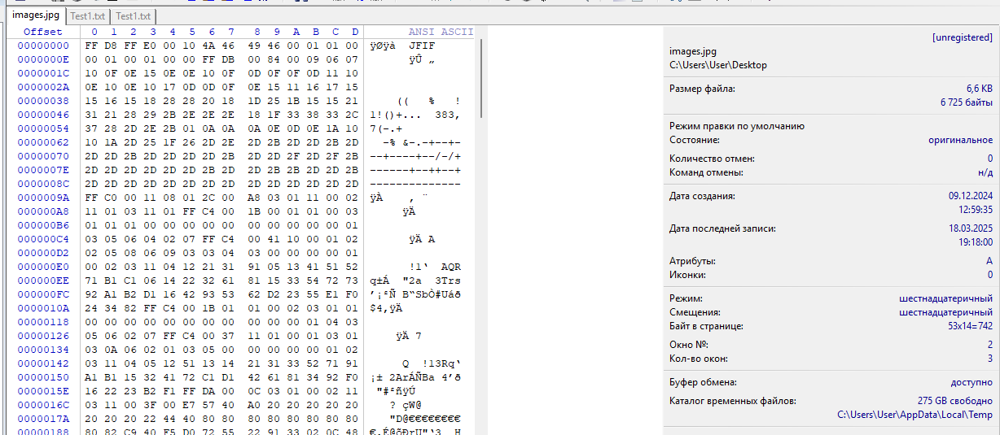 images.jpg Test1.txt Test1.txt
Offset 0 1 2 3 4 5 6 7 8 9 A B C D ANSI ASCII
00000000 FF D8 FF E0 00 10 4A 46 49 46 00 01 01 00 ÿØÿà JFIF
0000000E 00 01 00 01 00 00 FF DB 00 84 00 09 06 07 ÿÛ „
0000001C 10 0F 0E 15 0E 0E 10 0F 0D 0F 0F 0D 11 10
0000002A 0E 10 0E 10 17 0D 0D 0F 0E 15 11 16 17 15
00000038 15 16 15 18 28 28 20 18 1D 25 1B 15 15 21 (( % !
00000046 31 21 28 29 2B 2E 2E 2E 18 1F 33 38 33 2C 1!()+... 383,
00000054 37 28 2D 2E 2B 01 0A 0A 0A 0E 0D 0E 1A 10 7(-.+
00000062 10 1A 2D 25 1F 26 2D 2E 2D 2B 2D 2D 2B 2D -% &-.-+--+-
00000070 2D 2D 2B 2D 2D 2D 2D 2B 2D 2D 2F 2D 2F 2B --+----+--/-/+
0000007E 2D 2D 2D 2D 2D 2D 2B 2D 2D 2B 2B 2D 2D 2B ------+--++--+
0000008C 2D 2D 2D 2D 2D 2D 2D 2D 2D 2D 2D 2D 2D 2D --------------
0000009A FF C0 00 11 08 01 2C 00 A8 03 01 11 00 02 ÿÀ , ¨
000000A8 11 01 03 11 01 FF C4 00 1B 00 01 01 00 03 ÿÄ
000000B6 01 01 01 00 00 00 00 00 00 00 00 00 00 01
000000C4 03 05 06 04 02 07 FF C4 00 41 10 00 01 02 ÿÄ A
000000D2 02 05 08 06 09 03 03 04 03 00 00 00 00 01
000000E0 00 02 03 11 04 12 21 31 91 05 13 41 51 52 !1‘ AQR
000000EE 71 B1 C1 06 14 22 32 61 81 15 33 54 72 73 q±Á "2a 3Trs
000000FC 92 A1 B2 D1 16 42 93 53 62 D2 23 55 E1 F0 ’¡²Ñ B“SbÒ#Uáð
0000010A 24 34 82 FF C4 00 1B 01 01 00 02 03 01 01 $4‚ÿÄ
00000118 00 00 00 00 00 00 00 00 00 00 00 01 04 03
00000126 05 06 02 07 FF C4 00 37 11 01 00 01 03 01 ÿÄ 7
00000134 03 0A 06 02 01 03 05 00 00 00 00 00 01 02
00000142 03 11 04 05 12 51 13 14 21 31 33 52 71 91 Q !13Rq‘
00000150 A1 B1 15 32 41 72 C1 D1 42 61 81 34 92 F0 ¡± 2ArÁÑBa 4’ð
0000015E 16 22 23 B2 F1 FF DA 00 0C 03 01 00 02 11 "#²ñÿÚ
0000016C 03 11 00 3F 00 E7 57 40 A0 20 20 20 20 20 ? çW@
0000017A 20 20 20 22 44 40 80 80 80 80 80 80 80 80 "D@€€€€€€€€
00000188 80 82 C9 40 F5 D0 72 55 22 91 33 02 0C 48 €‚É@õÐrU"‘3 H
[unregistered]
images.jpg
C:\Users\User\Desktop
Размер файла: 6,6 KB
6 725 байты
Режим правки по умолчанию
Состояние: оригинальное
Количество отмен: 0
Команд отмены: н/д
Дата создания: 09.12.2024
12:59:35
Дата последней записи: 18.03.2025
19:18:00
Атрибуты: A
Иконки: 0
Режим: шестнадцатеричный
Смещения: шестнадцатеричный
Байт в странице: 53x14=742
Окно №: 2
Кол-во окон: 3
Буфер обмена: доступно
Каталог временных файлов: 275 GB свободно
C:\Users\User\AppData\Local\Temp